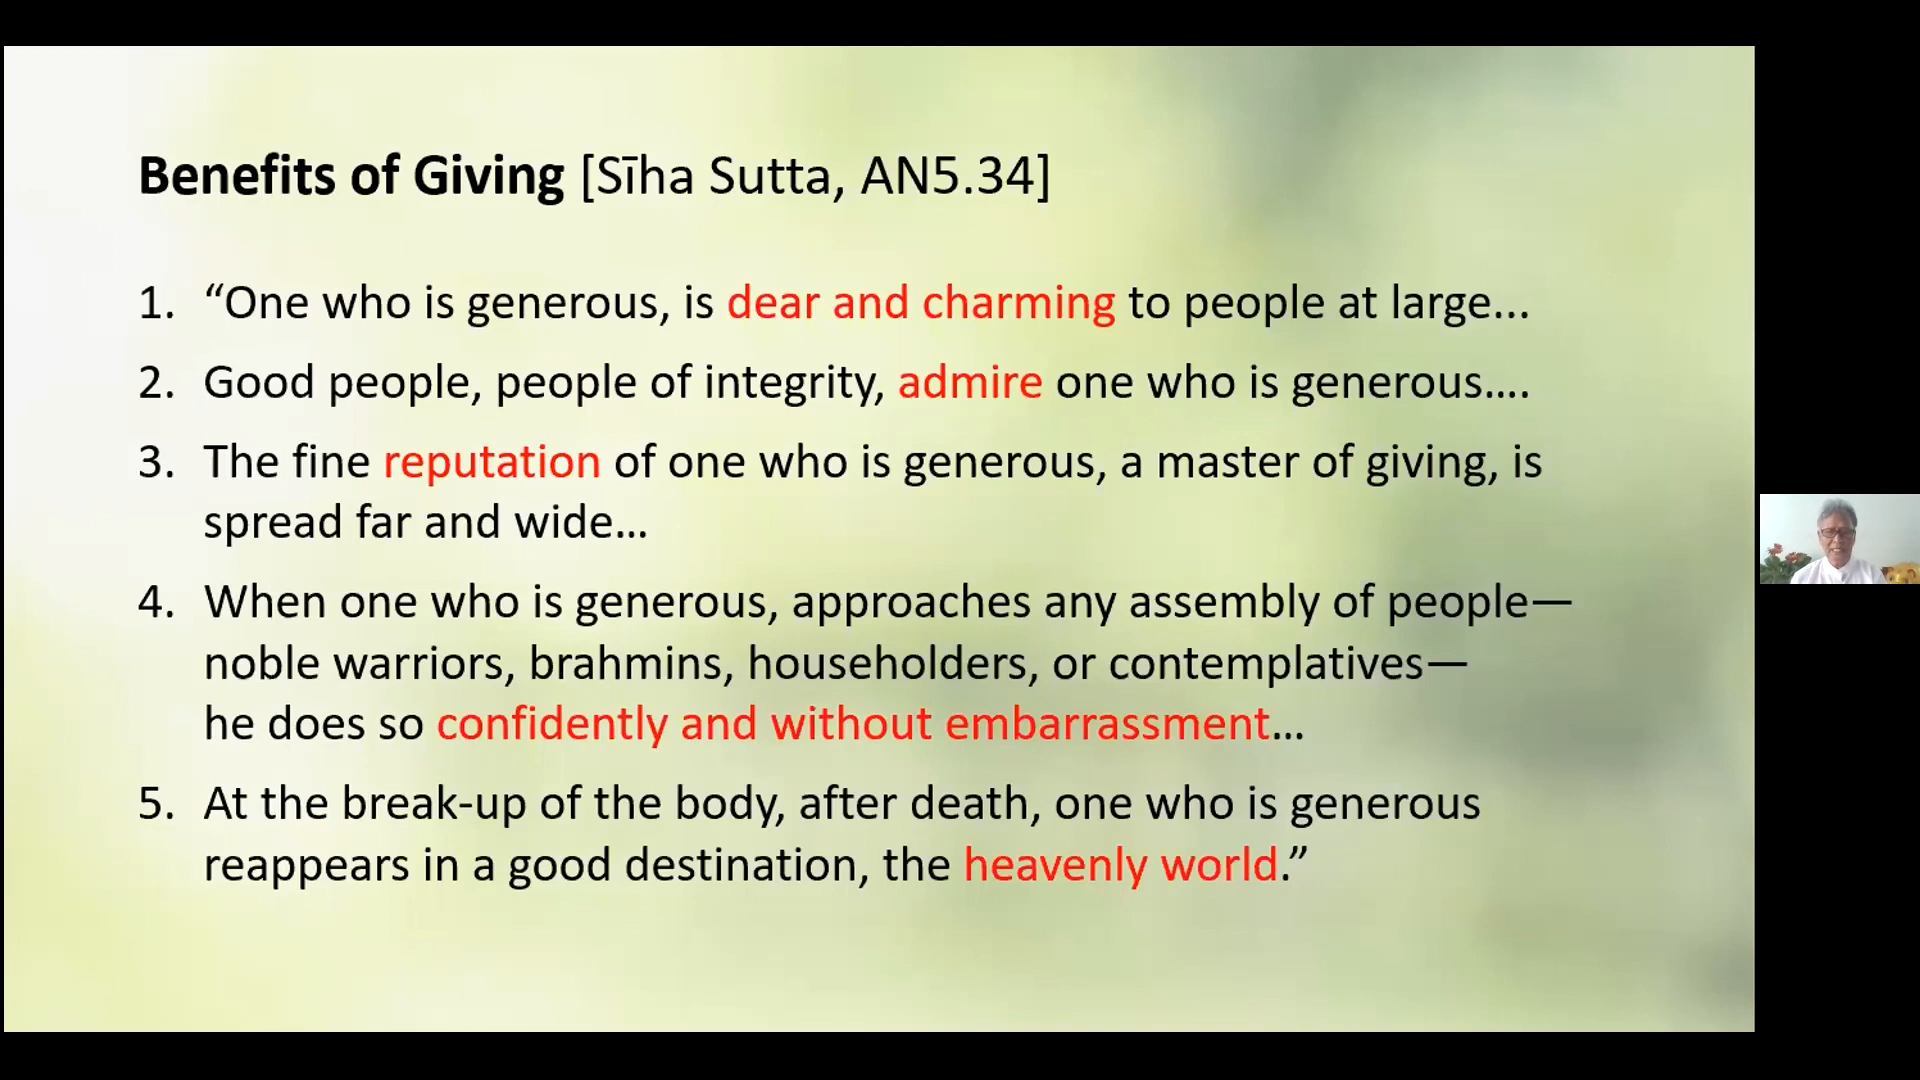 Benefits of Giving [Sīha Sutta, AN5.34]
1. “One who is generous, is dear and charming to people at large...
2. Good people, people of integrity, admire one who is generous....
3. The fine reputation of one who is generous, a master of giving, is
spread far and wide...
4. When one who is generous, approaches any assembly of people—
noble warriors, brahmins, householders, or contemplatives—
he does so confidently and without embarrassment...
5. At the break-up of the body, after death, one who is generous
reappears in a good destination, the heavenly world.”